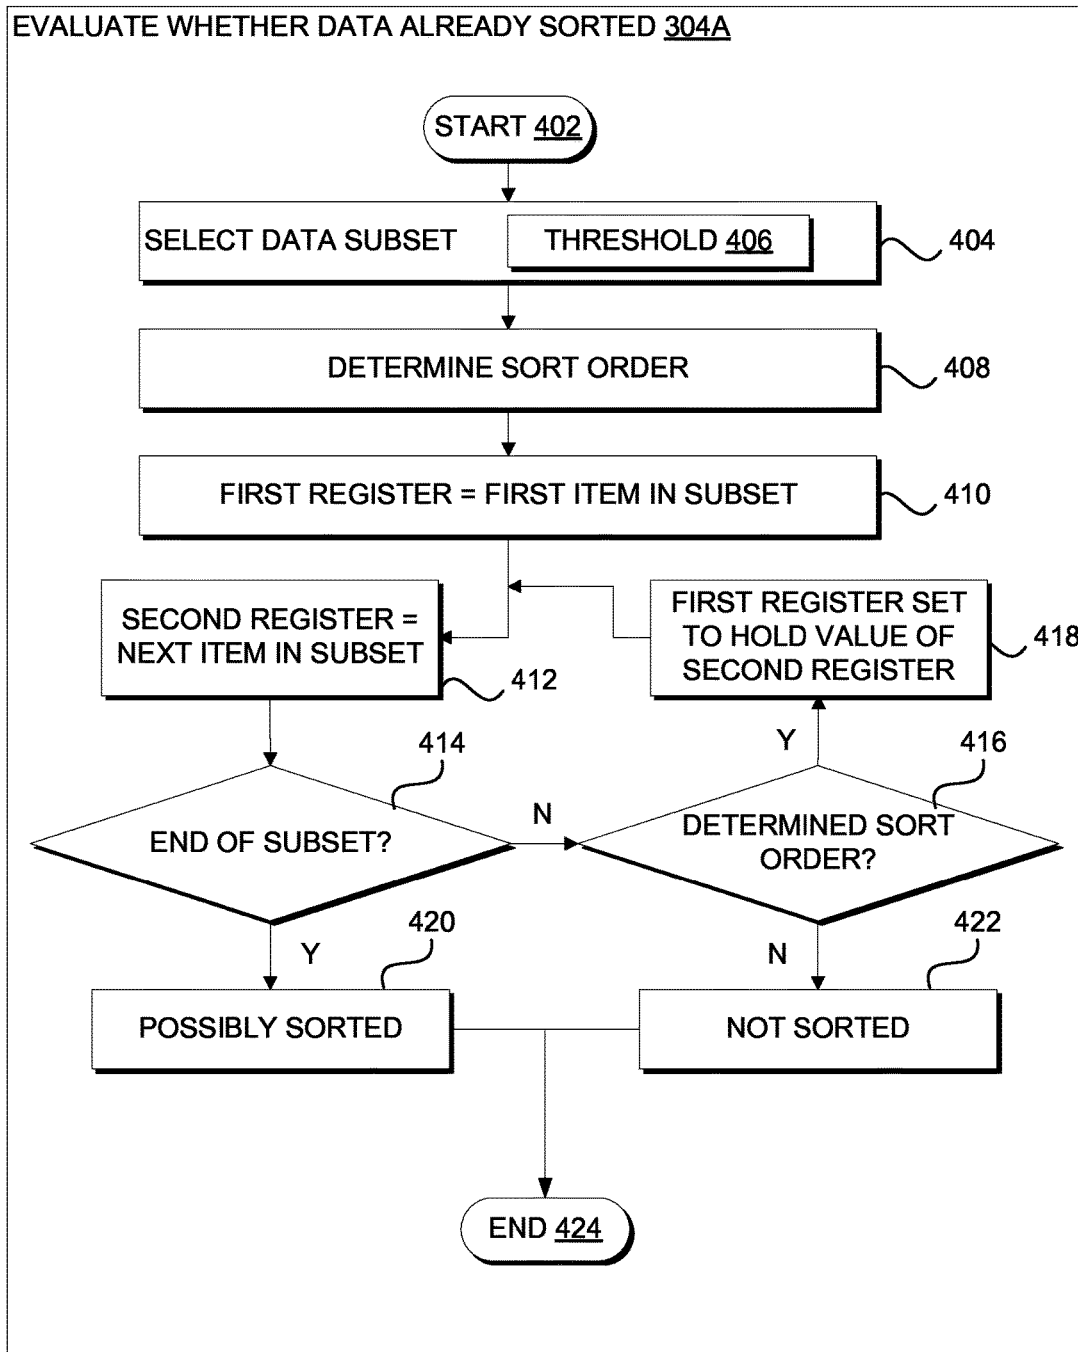 EVALUATE WHETHER DATA ALREADY SORTED 304A
START 402
SELECT DATA SUBSET
THRESHOLD 406
404
DETERMINE SORT ORDER
408
FIRST REGISTER = FIRST ITEM IN SUBSET
410
SECOND REGISTER =
NEXT ITEM IN SUBSET
412
FIRST REGISTER SET
TO HOLD VALUE OF
SECOND REGISTER
418
414
END OF SUBSET?
N
Y
416
DETERMINED SORT
ORDER?
Y
420
POSSIBLY SORTED
N
422
NOT SORTED
END 424